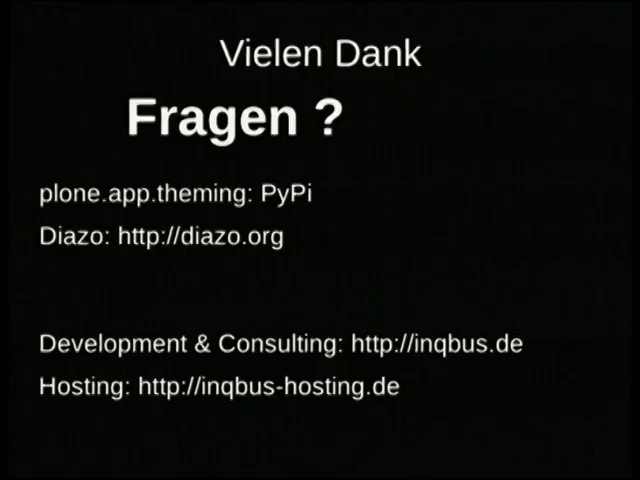 Vielen Dank
Fragen ?
plone.app.theming: PyPi
Diazo: http://diazo.org
Development & Consulting: http://inqbus.de
Hosting: http://inqbus-hosting.de